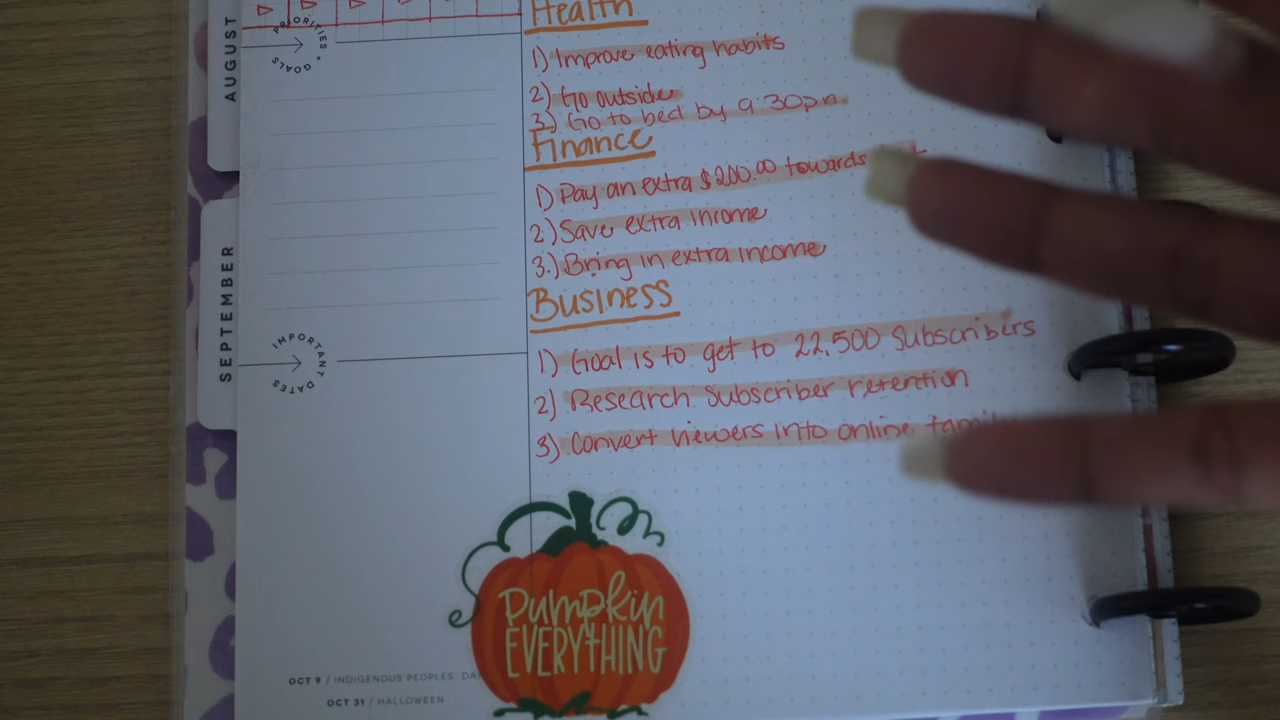 AUGUST
PRIORITIES • GOALS
SEPTEMBER
IMPORTANT DATES
Health
1) Improve eating habits
2) Go outside
3) Go to bed by 9:30pm
Finance
1) Pay an extra $200.00 towards
2) Save extra income
3.) Bring in extra income
Business
1) Goal is to get to 22,500 Subscribers
2) Research Subscriber retention
3) Convert viewers into online
Pumpkin
EVERYTHING
OCT 9 / INDIGENOUS PEOPLES' DAY
OCT 31 / HALLOWEEN